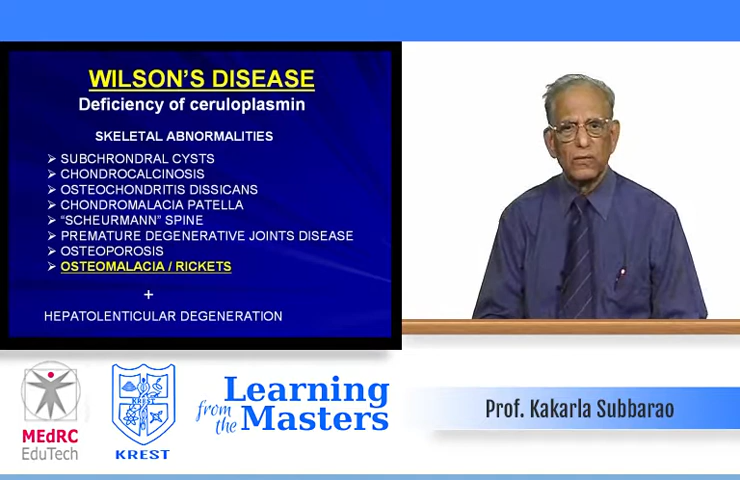 WILSON'S DISEASE
Deficiency of ceruloplasmin
SKELETAL ABNORMALITIES
➢ SUBCHRONDRAL CYSTS
➢ CHONDROCALCINOSIS
➢ OSTEOCHONDRITIS DISSICANS
➢ CHONDROMALACIA PATELLA
➢ “SCHEURMANN” SPINE
➢ PREMATURE DEGENERATIVE JOINTS DISEASE
➢ OSTEOPOROSIS
➢ OSTEOMALACIA / RICKETS
+
HEPATOLENTICULAR DEGENERATION
MEdRC
EduTech
KREST
KREST
Learning
from the
Masters
Prof. Kakarla Subbarao